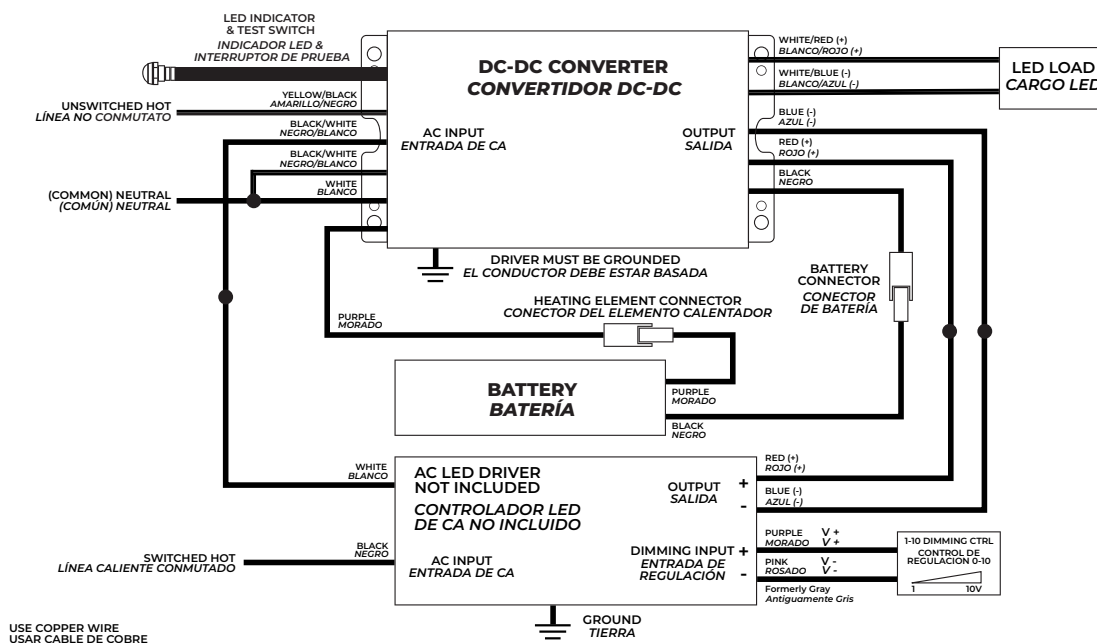 LED INDICATOR
& TEST SWITCH
INDICADOR LED &
INTERRUPTOR DE PRUEBA
YELLOW/BLACK
AMARILLO/NEGRO
UNSWITCHED HOT
LÍNEA NO CONMUTATO
BLACK/WHITE
NEGRO/BLANCO
BLACK/WHITE
NEGRO/BLANCO
WHITE
BLANCO
(COMMON) NEUTRAL
(COMÚN) NEUTRAL
DC-DC CONVERTER
CONVERTIDOR DC-DC
AC INPUT
ENTRADA DE CA
OUTPUT
SALIDA
WHITE/RED (+)
BLANCO/ROJO (+)
WHITE/BLUE (-)
BLANCO/AZUL (-)
LED LOAD
CARGO LED
BLUE (-)
AZUL (-)
RED (+)
ROJO (+)
BLACK
NEGRO
DRIVER MUST BE GROUNDED
EL CONDUCTOR DEBE ESTAR BASADA
BATTERY
CONNECTOR
CONECTOR
DE BATERÍA
HEATING ELEMENT CONNECTOR
CONECTOR DEL ELEMENTO CALENTADOR
PURPLE
MORADO
BATTERY
BATERÍA
PURPLE
MORADO
BLACK
NEGRO
WHITE
BLANCO
AC LED DRIVER
NOT INCLUDED
CONTROLADOR LED
DE CA NO INCLUIDO
OUTPUT +
SALIDA
-
RED (+)
ROJO (+)
BLUE (-)
AZUL (-)
BLACK
NEGRO
SWITCHED HOT
LÍNEA CALIENTE CONMUTADO
AC INPUT
ENTRADA DE CA
DIMMING INPUT +
ENTRADA DE
REGULACIÓN -
PURPLE V +
MORADO V +
PINK V -
ROSADO V -
Formerly Gray
Antiguamente Gris
1-10 DIMMING CTRL
CONTROL DE
REGULACION 0-10
1 10V
GROUND
TIERRA
USE COPPER WIRE
USAR CABLE DE COBRE